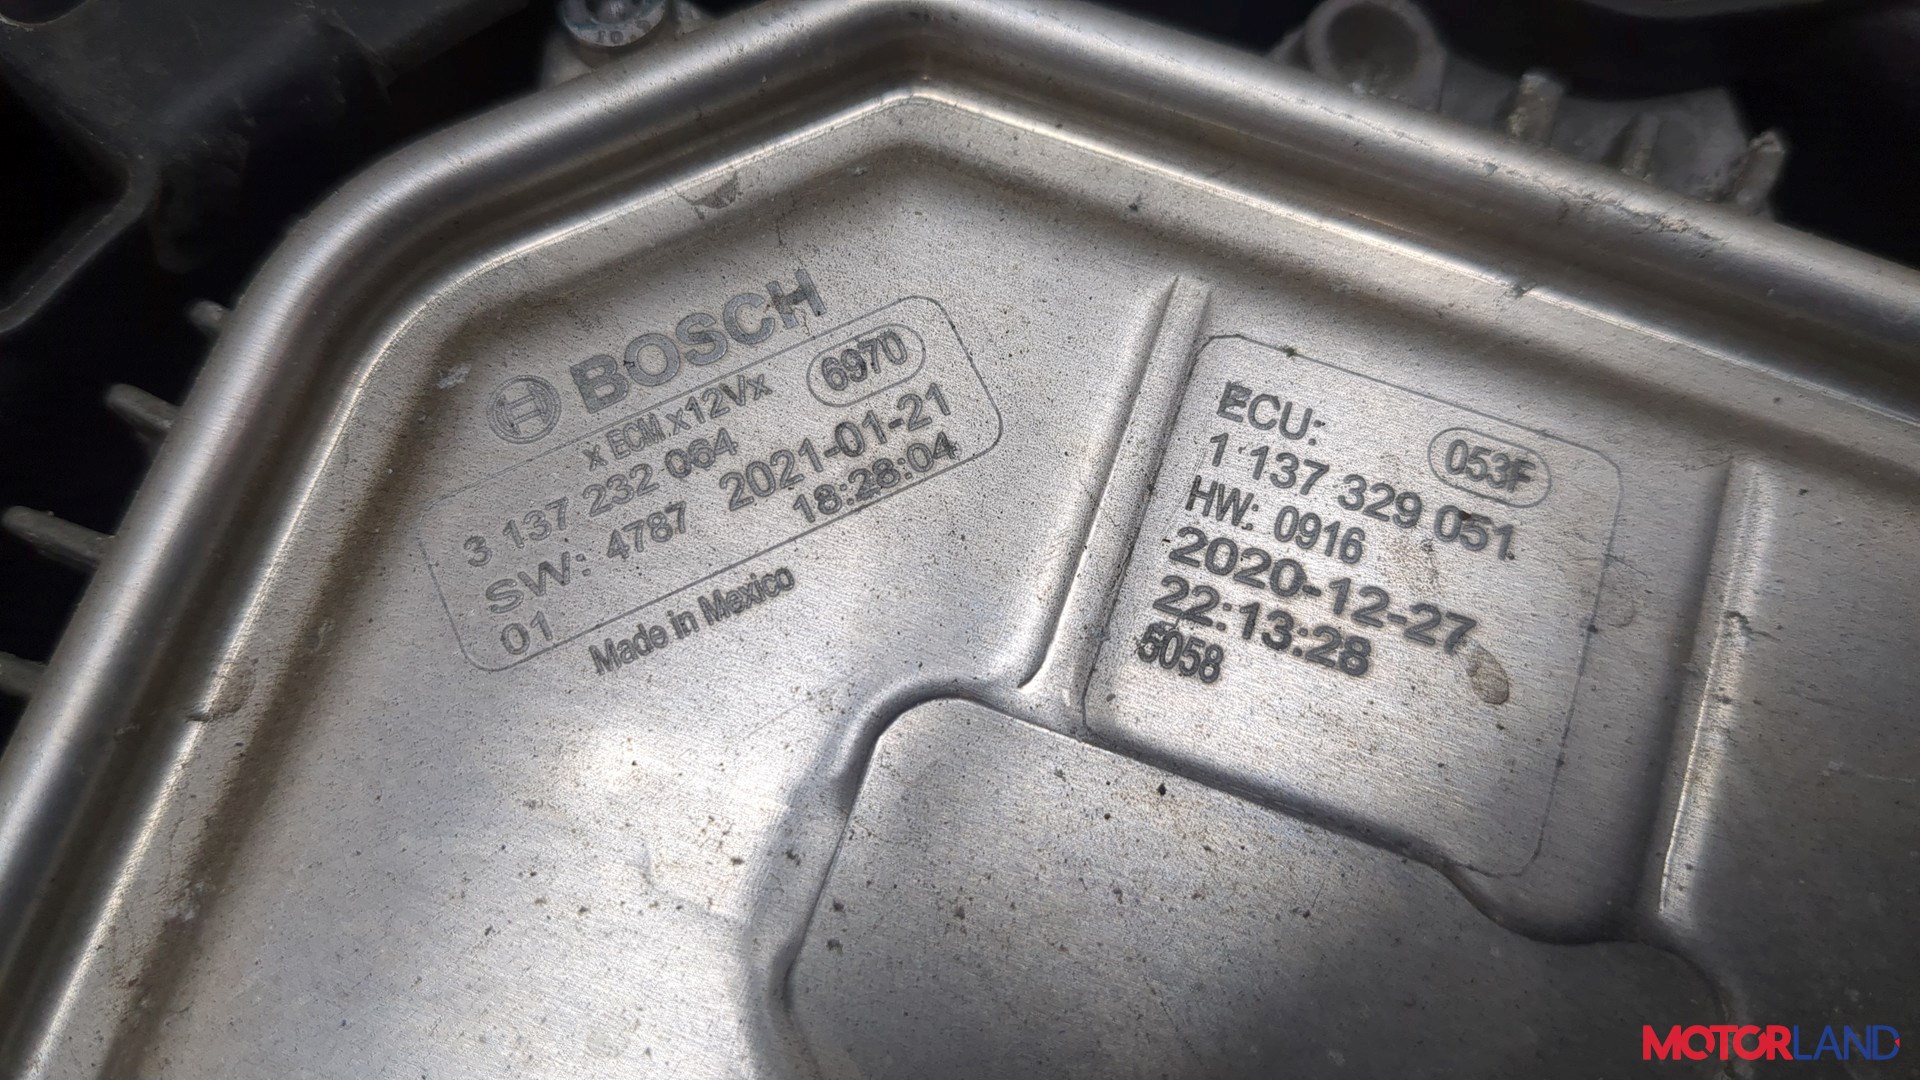 BOSCH
x ECM x12Vx
6970
3 137 232 064
SW: 4787 2021-01-21
01 18:28:04
Made in Mexico
ECU: 053F
1 137 329 051
HW: 0916
2020-12-27
22:13:28
5058
MOTORLAND